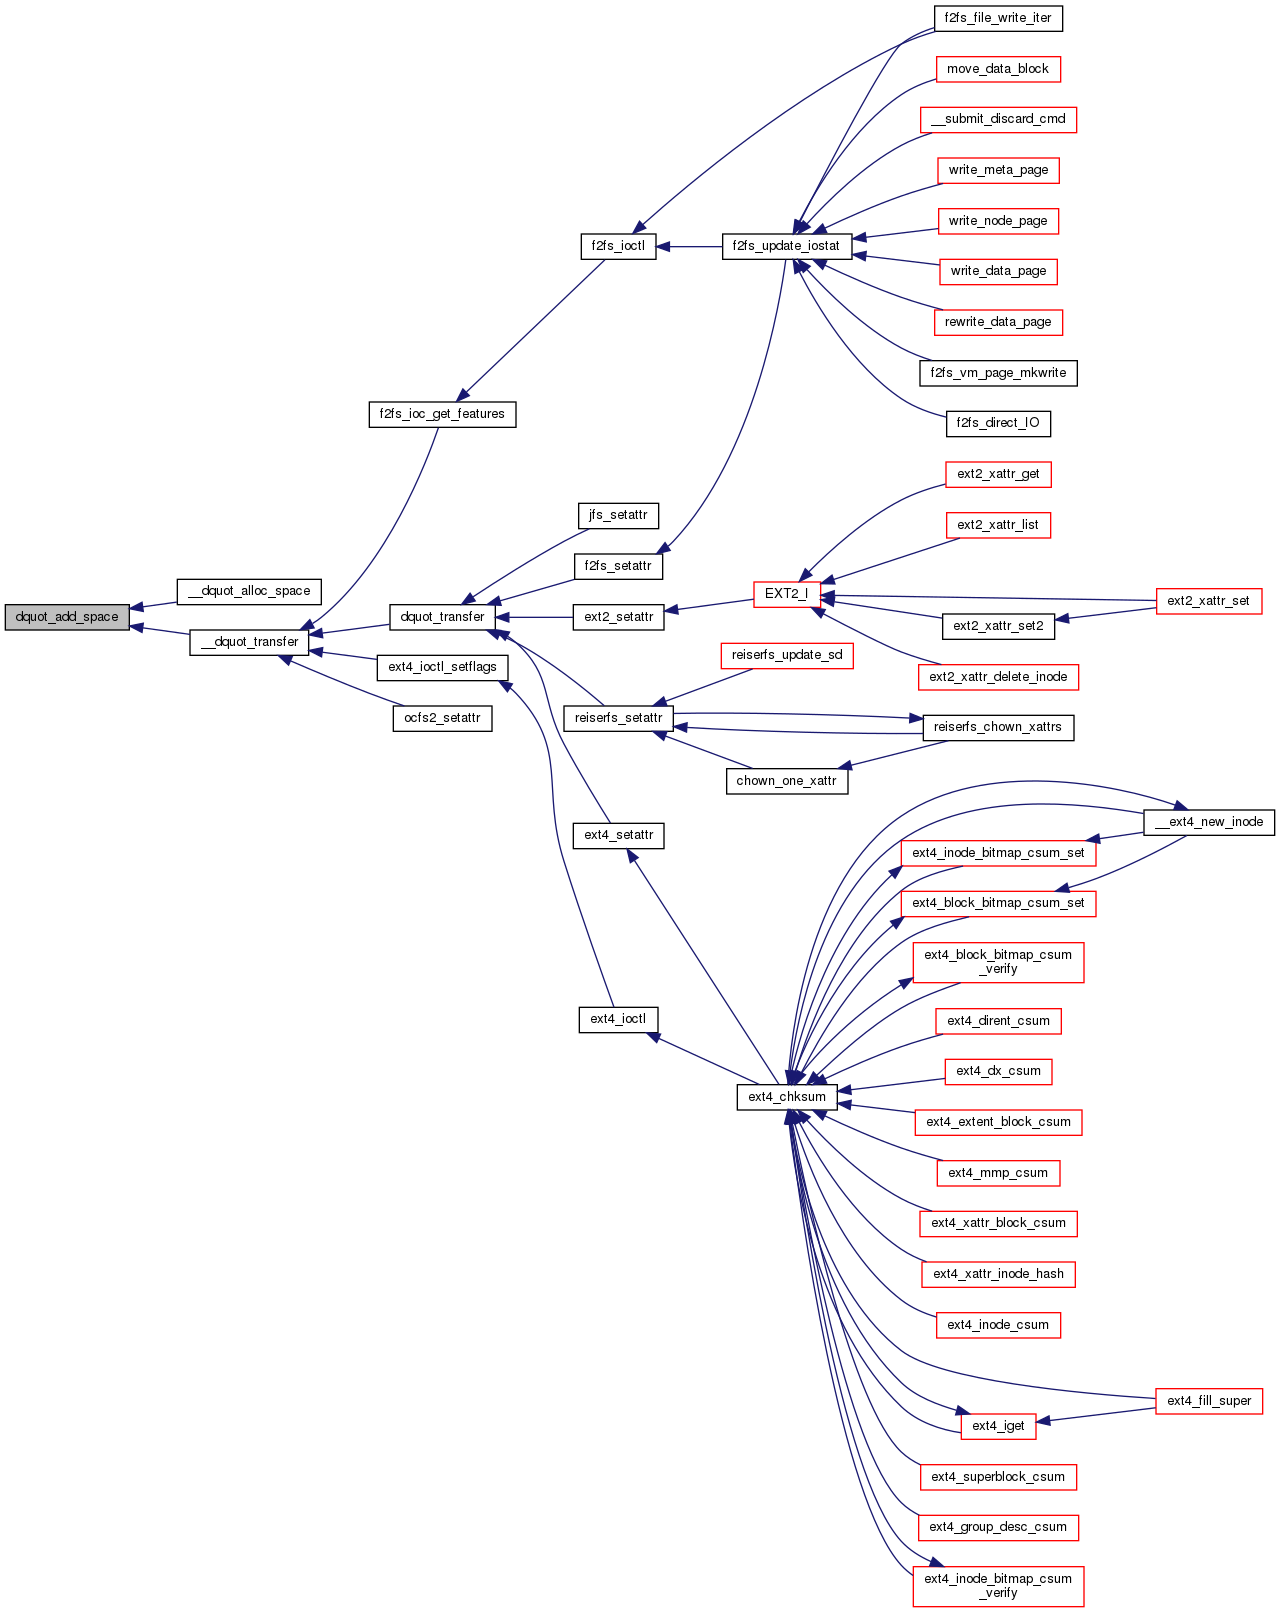 f2fs_file_write_iter
move_data_block
__submit_discard_cmd
write_meta_page
write_node_page
f2fs_ioctl
f2fs_update_iostat
write_data_page
rewrite_data_page
f2fs_vm_page_mkwrite
f2fs_ioc_get_features
f2fs_direct_IO
ext2_xattr_get
jfs_setattr
ext2_xattr_list
f2fs_setattr
__dquot_alloc_space
EXT2_I
ext2_xattr_set
dquot_add_space
dquot_transfer
ext2_setattr
ext2_xattr_set2
__dquot_transfer
reiserfs_update_sd
ext4_ioctl_setflags
ext2_xattr_delete_inode
ocfs2_setattr
reiserfs_setattr
reiserfs_chown_xattrs
chown_one_xattr
__ext4_new_inode
ext4_setattr
ext4_inode_bitmap_csum_set
ext4_block_bitmap_csum_set
ext4_block_bitmap_csum
_verify
ext4_ioctl
ext4_dirent_csum
ext4_dx_csum
ext4_chksum
ext4_extent_block_csum
ext4_mmp_csum
ext4_xattr_block_csum
ext4_xattr_inode_hash
ext4_inode_csum
ext4_fill_super
ext4_iget
ext4_superblock_csum
ext4_group_desc_csum
ext4_inode_bitmap_csum
_verify